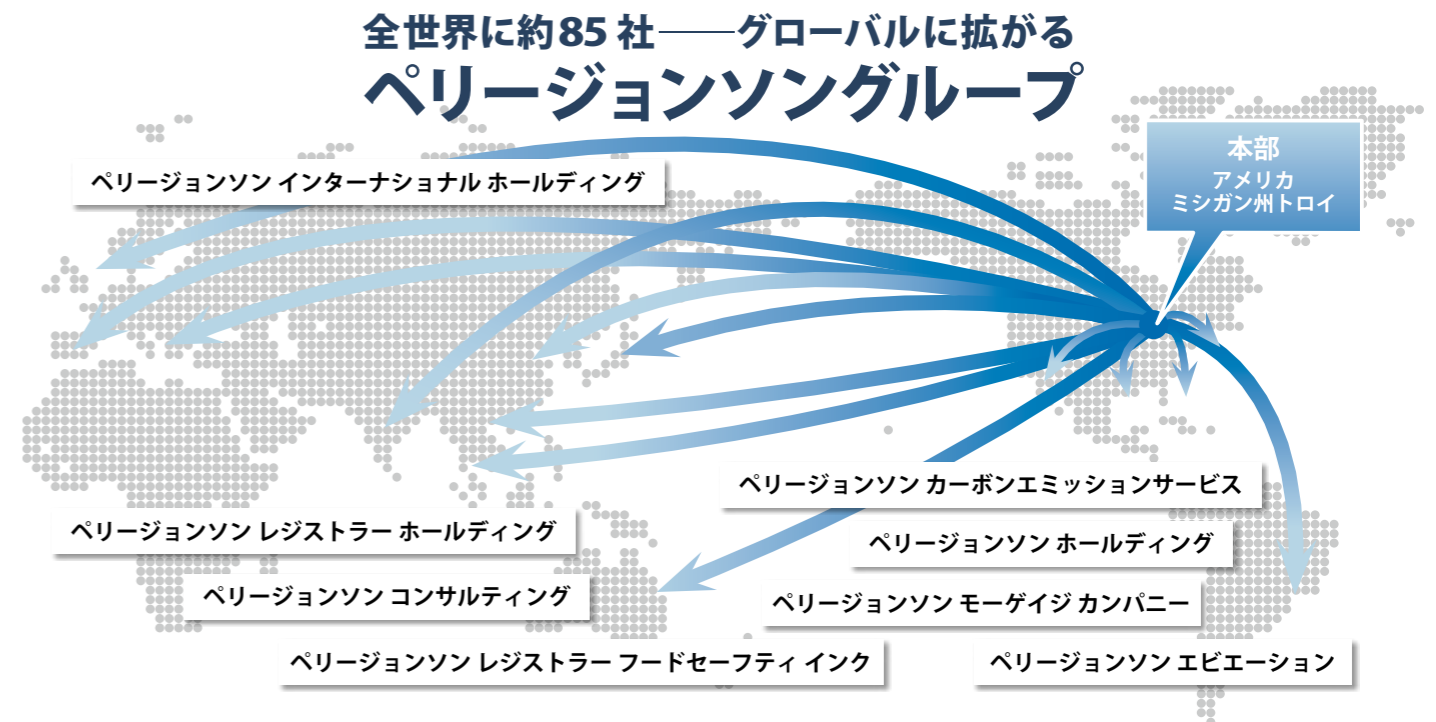 全世界に約85 社──グローバルに拡がる
ペリージョンソングループ
本部
アメリカ
ミシガン州トロイ
ペリージョンソン インターナショナル ホールディング
ペリージョンソン カーボンエミッションサービス
ペリージョンソン レジストラー ホールディング
ペリージョンソン ホールディング
ペリージョンソン コンサルティング
ペリージョンソン モーゲイジ カンパニー
ペリージョンソン レジストラー フードセーフティ インク
ペリージョンソン エビエーション